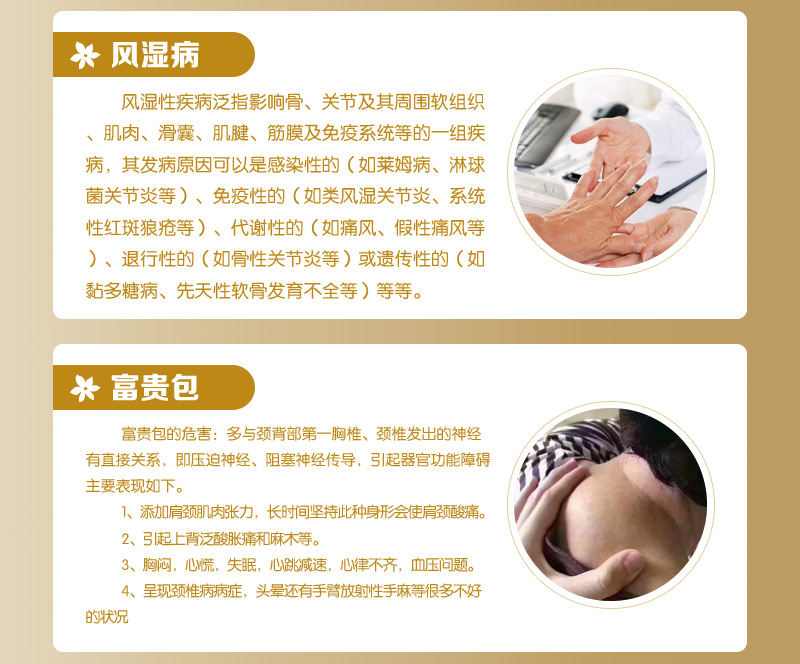 风湿病
风湿性疾病泛指影响骨、关节及其周围软组织
、肌肉、滑囊、肌腱、筋膜及免疫系统等的一组疾
病，其发病原因可以是感染性的（如莱姆病、淋球
菌关节炎等）、免疫性的（如类风湿关节炎、系统
性红斑狼疮等）、代谢性的（如痛风、假性痛风等
）、退行性的（如骨性关节炎等）或遗传性的（如
黏多糖病、先天性软骨发育不全等）等等。
富贵包
富贵包的危害：多与颈背部第一胸椎、颈椎发出的神经
有直接关系，即压迫神经、阻塞神经传导，引起器官功能障碍
主要表现如下。
1、添加肩颈肌肉张力，长时间坚持此种身形会使肩颈酸痛。
2、引起上背泛酸胀痛和麻木等。
3、胸闷，心慌，失眠，心跳减速，心律不齐，血压问题。
4、呈现颈椎病病症，头晕还有手臂放射性手麻等很多不好
的状况